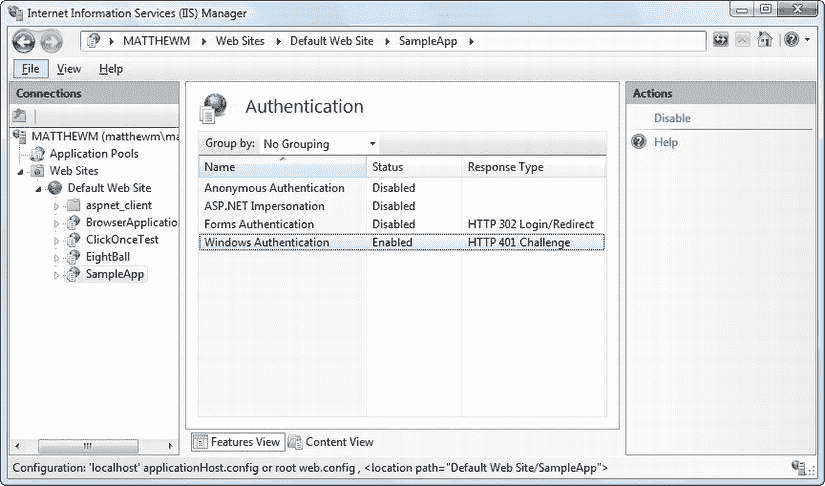 Internet Information Services (IIS) Manager
MATTHEWM Web Sites Default Web Site SampleApp
File View Help
Connections
MATTHEWM (matthewm\ma
Application Pools
Web Sites
Default Web Site
aspnet_client
BrowserApplicatio
ClickOnceTest
EightBall
SampleApp
Authentication
Group by: No Grouping
Name Status Response Type
Anonymous Authentication Disabled
ASP.NET Impersonation Disabled
Forms Authentication Disabled HTTP 302 Login/Redirect
Windows Authentication Enabled HTTP 401 Challenge
Features View Content View
Actions
Disable
Help
Configuration: 'localhost' applicationHost.config or root web.config , <location path="Default Web Site/SampleApp">